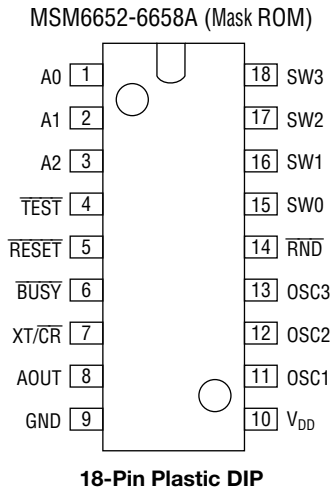 MSM6652-6658A (Mask ROM)
A0 1 18 SW3
A1 2 17 SW2
A2 3 16 SW1
TEST 4 15 SW0
RESET 5 14 RND
BUSY 6 13 OSC3
XT/CR 7 12 OSC2
AOUT 8 11 OSC1
GND 9 10 VDD
18-Pin Plastic DIP